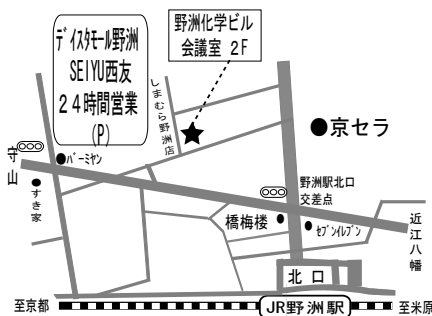 ディスタモール野洲
SEIYU西友
24時間営業
(P)
野洲化学ビル
会議室 2F
しまむら野洲店
京セラ
守山
バーミヤン
すき家
野洲駅北口
交差点
橋梅楼
セブンイレブン
近江八幡
北口
至京都
JR野洲駅
至米原